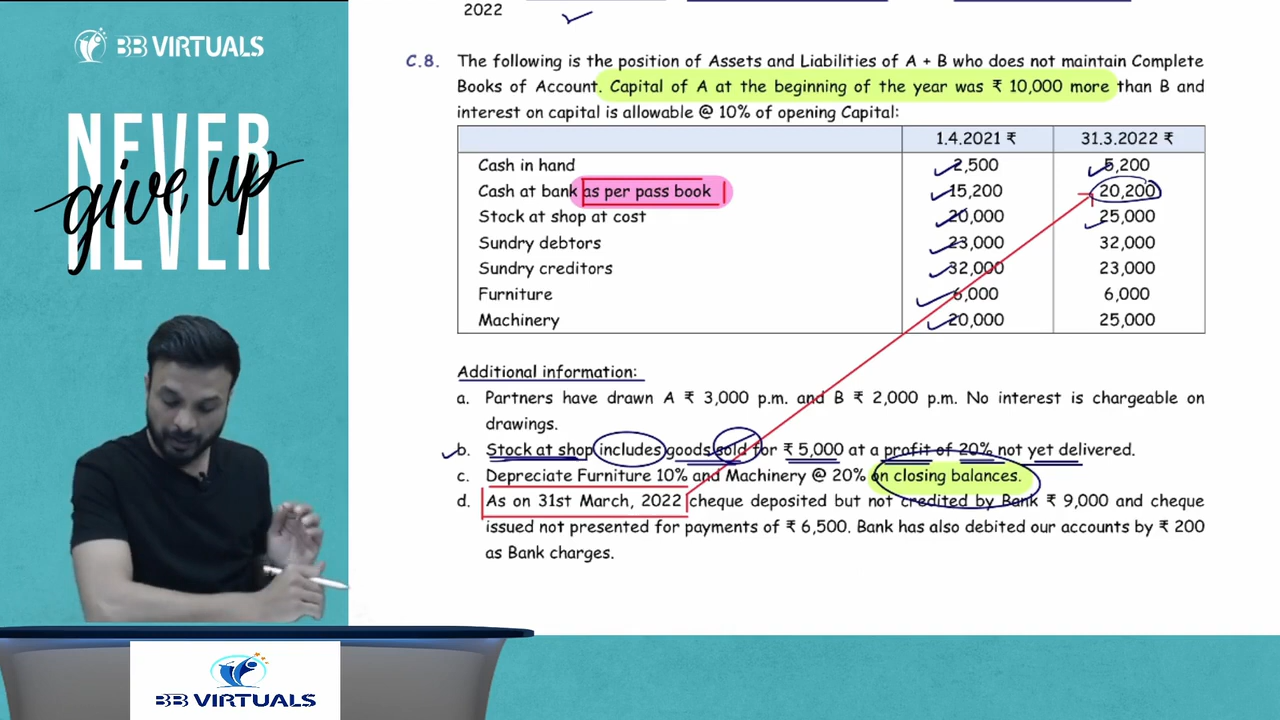 2022
BB VIRTUALS
NEVER
give up
NEVER
C.8. The following is the position of Assets and Liabilities of A + B who does not maintain Complete
Books of Account. Capital of A at the beginning of the year was ₹ 10,000 more than B and
interest on capital is allowable @ 10% of opening Capital:
1.4.2021 ₹ 31.3.2022 ₹
Cash in hand 2,500 5,200
Cash at bank as per pass book 15,200 20,200
Stock at shop at cost 20,000 25,000
Sundry debtors 23,000 32,000
Sundry creditors 32,000 23,000
Furniture 6,000 6,000
Machinery 20,000 25,000
Additional information:
a. Partners have drawn A ₹ 3,000 p.m. and B ₹ 2,000 p.m. No interest is chargeable on
drawings.
b. Stock at shop includes goods sold for ₹ 5,000 at a profit of 20% not yet delivered.
c. Depreciate Furniture 10% and Machinery @ 20% on closing balances.
d. As on 31st March, 2022 cheque deposited but not credited by Bank ₹ 9,000 and cheque
issued not presented for payments of ₹ 6,500. Bank has also debited our accounts by ₹ 200
as Bank charges.
BB VIRTUALS